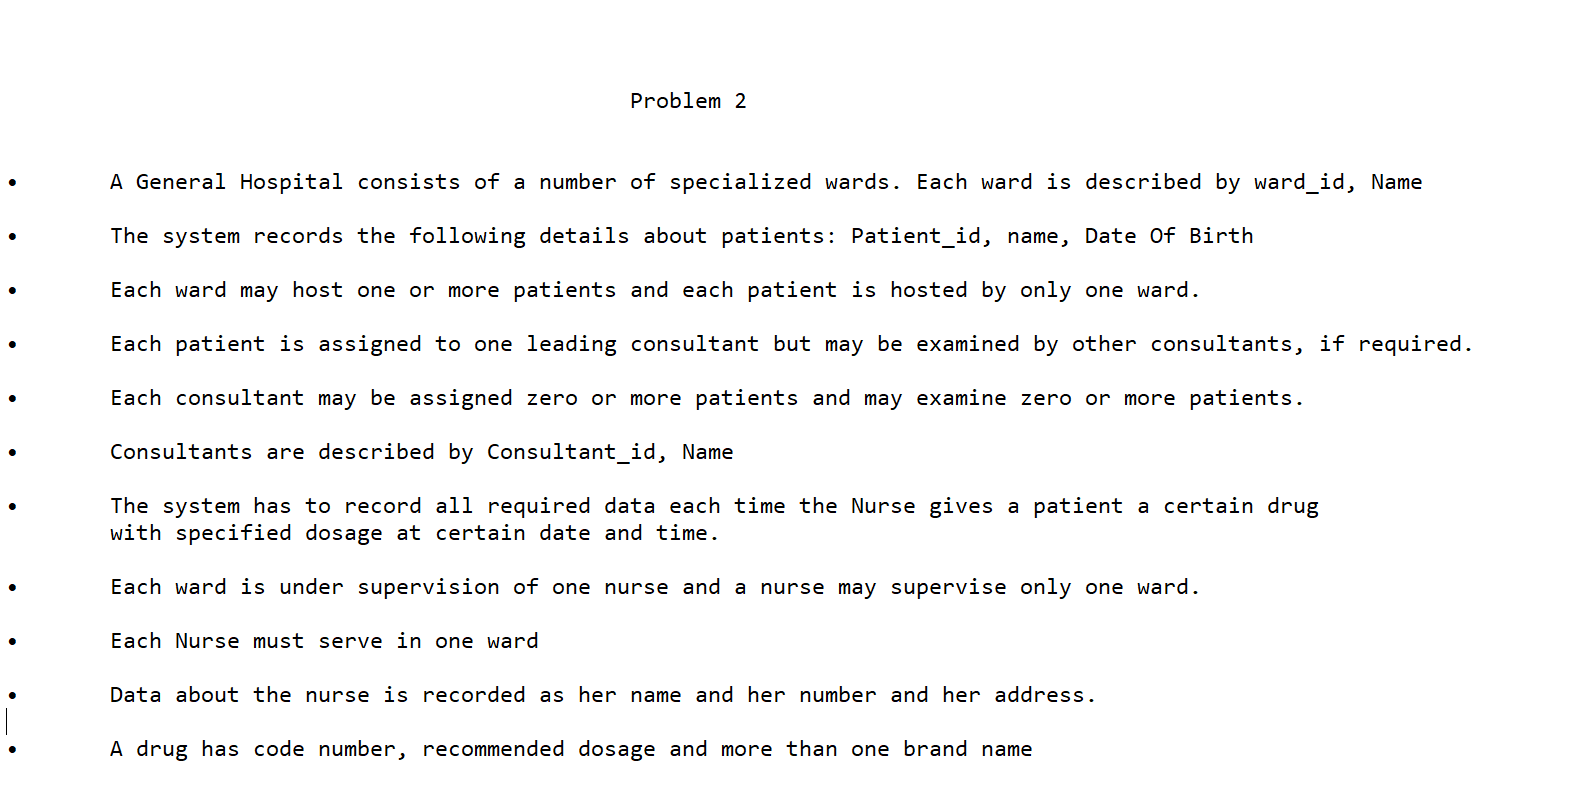 Problem 2
• A General Hospital consists of a number of specialized wards. Each ward is described by ward_id, Name
• The system records the following details about patients: Patient_id, name, Date Of Birth
• Each ward may host one or more patients and each patient is hosted by only one ward.
• Each patient is assigned to one leading consultant but may be examined by other consultants, if required.
• Each consultant may be assigned zero or more patients and may examine zero or more patients.
• Consultants are described by Consultant_id, Name
• The system has to record all required data each time the Nurse gives a patient a certain drug
with specified dosage at certain date and time.
• Each ward is under supervision of one nurse and a nurse may supervise only one ward.
• Each Nurse must serve in one ward
• Data about the nurse is recorded as her name and her number and her address.
• A drug has code number, recommended dosage and more than one brand name